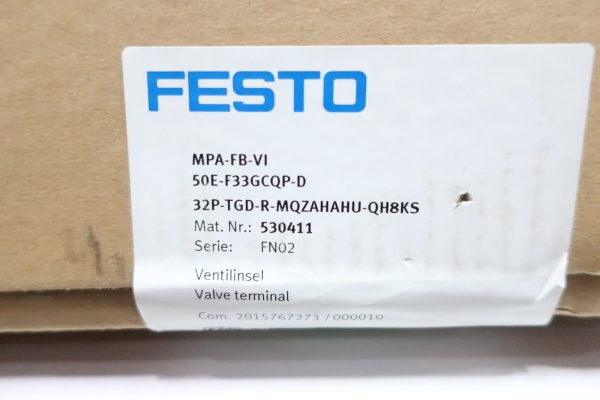 FESTO
MPA-FB-VI
50E-F33GCQP-D
32P-TGD-R-MQZAHAHU-QH8KS
Mat. Nr.: 530411
Serie: FN02
Ventilinsel
Valve terminal
Com. 2015767273 / 000010